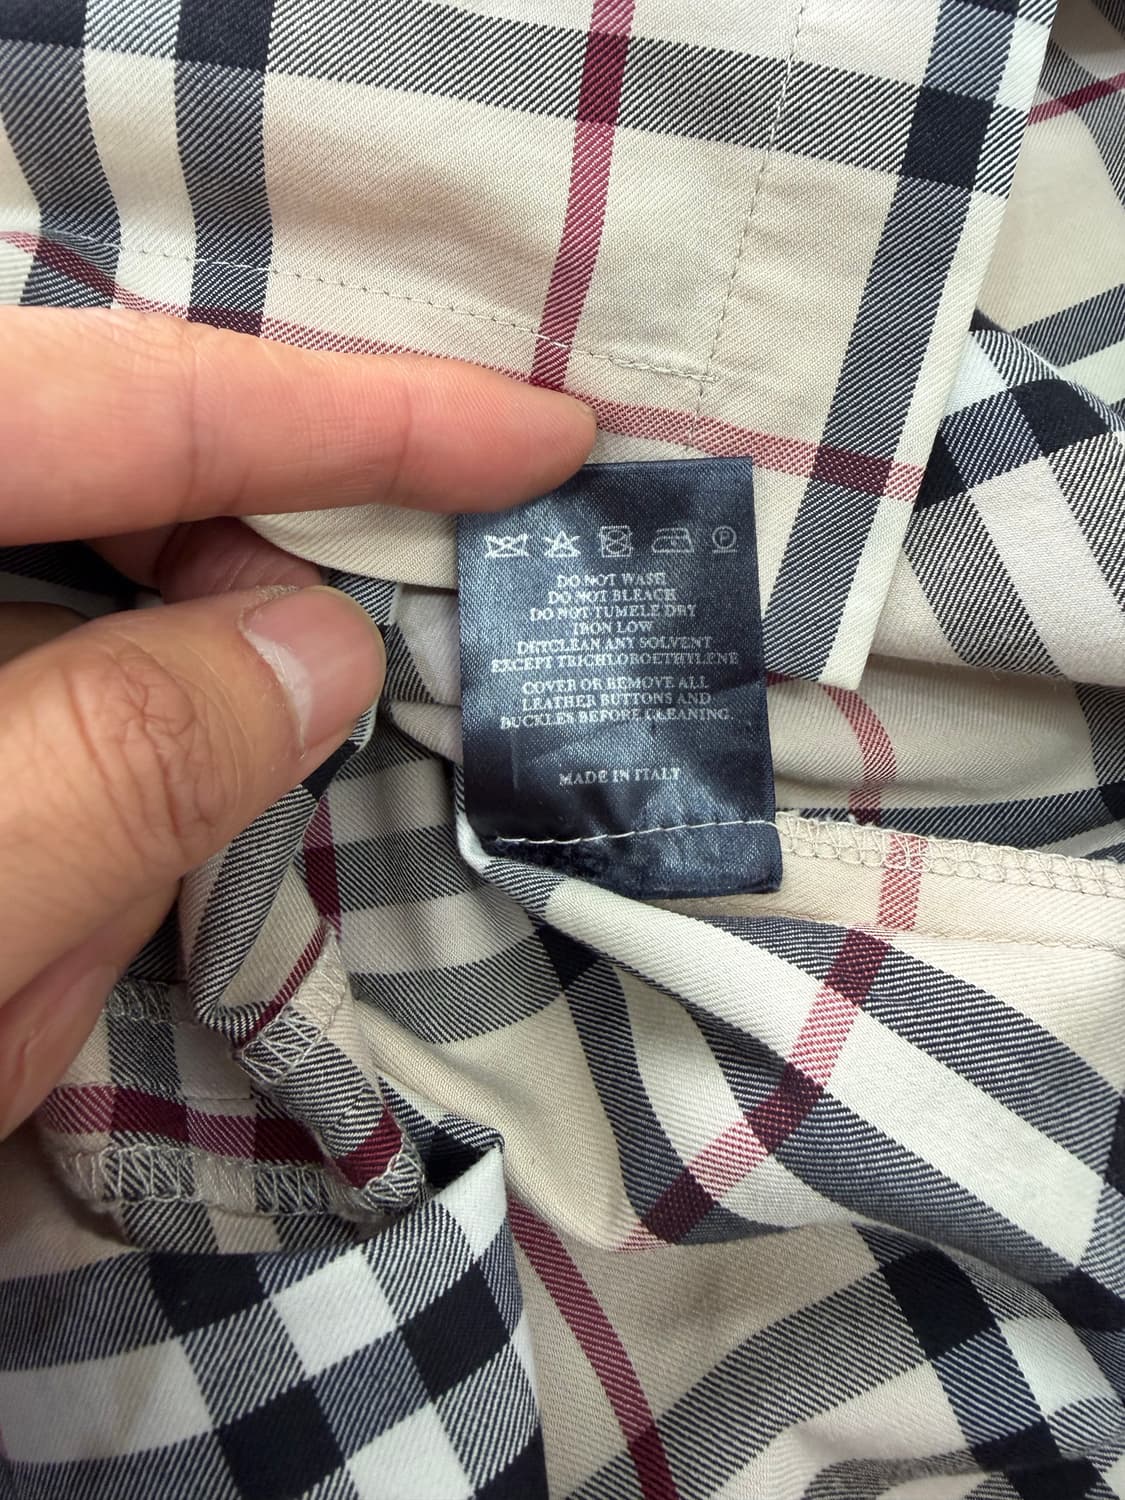 P
DO NOT WASH
DO NOT BLEACH
DO NOT TUMBLE DRY
IRON LOW
DRYCLEAN ANY SOLVENT
EXCEPT TRICHLOROETHYLENE
COVER OR REMOVE ALL
LEATHER BUTTONS AND
BUCKLES BEFORE CLEANING.
MADE IN ITALY